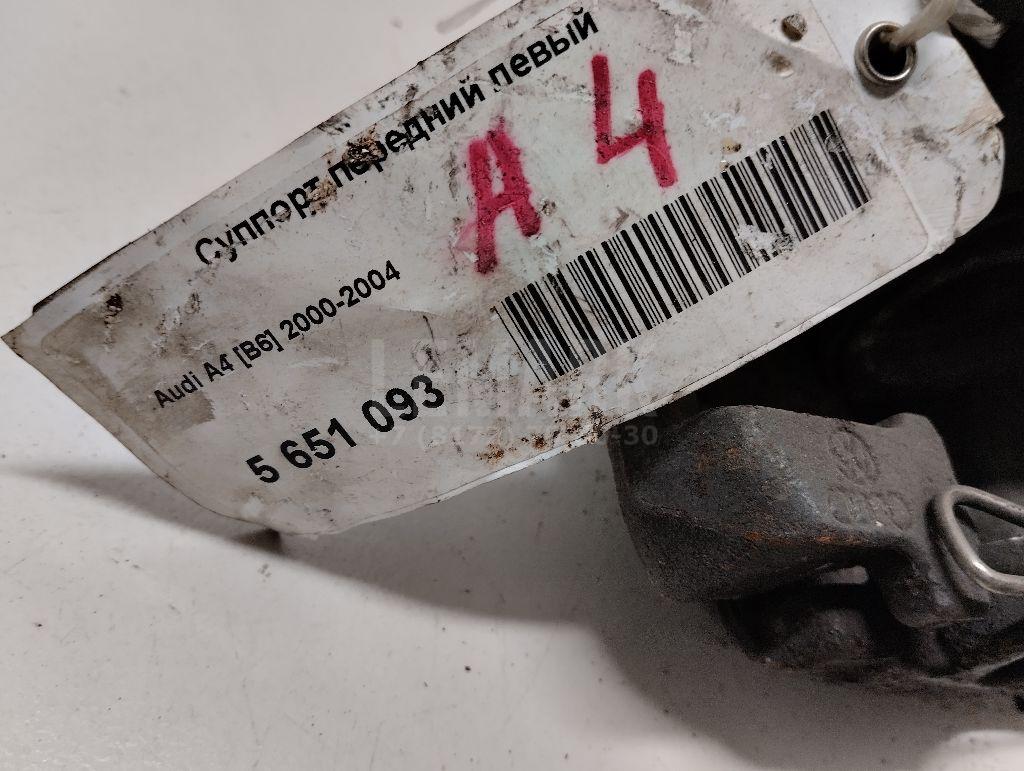 Суппорт передний левый
A 4
Audi A4 [B6] 2000-2004
5 651 093